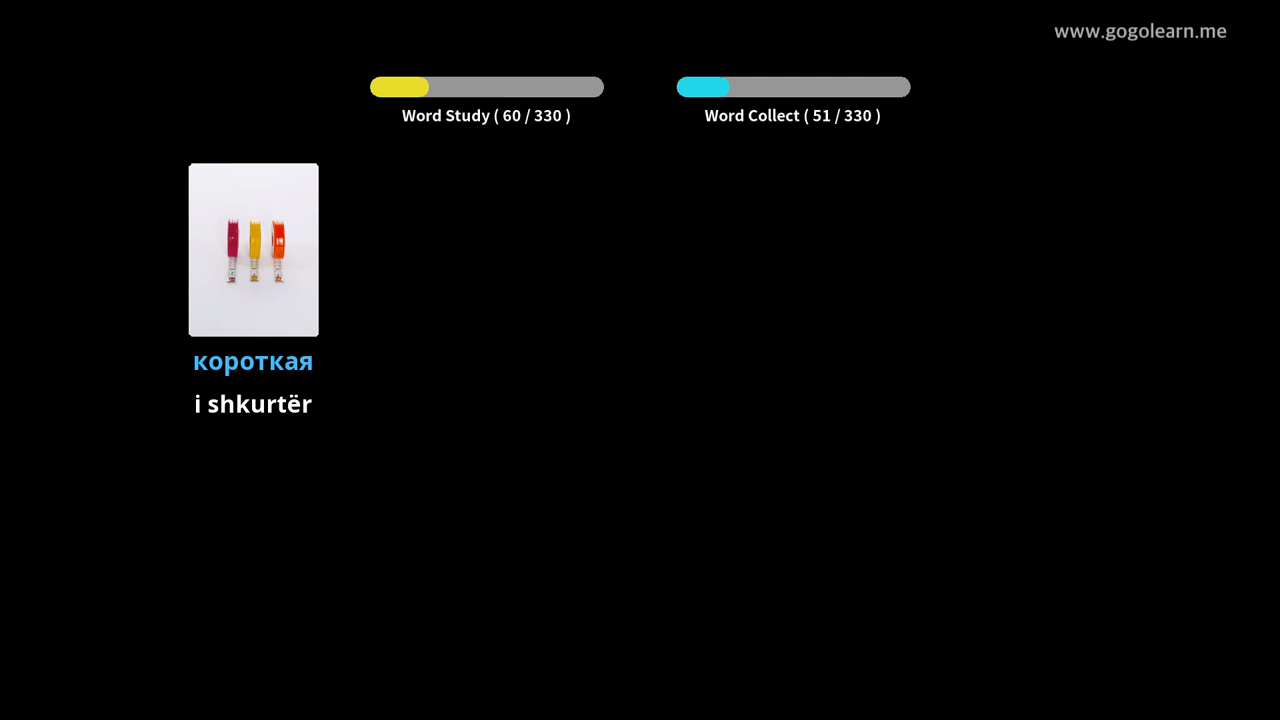 www.gogolearn.me
Word Study ( 60 / 330 )
Word Collect ( 51 / 330 )
короткая
i shkurtër